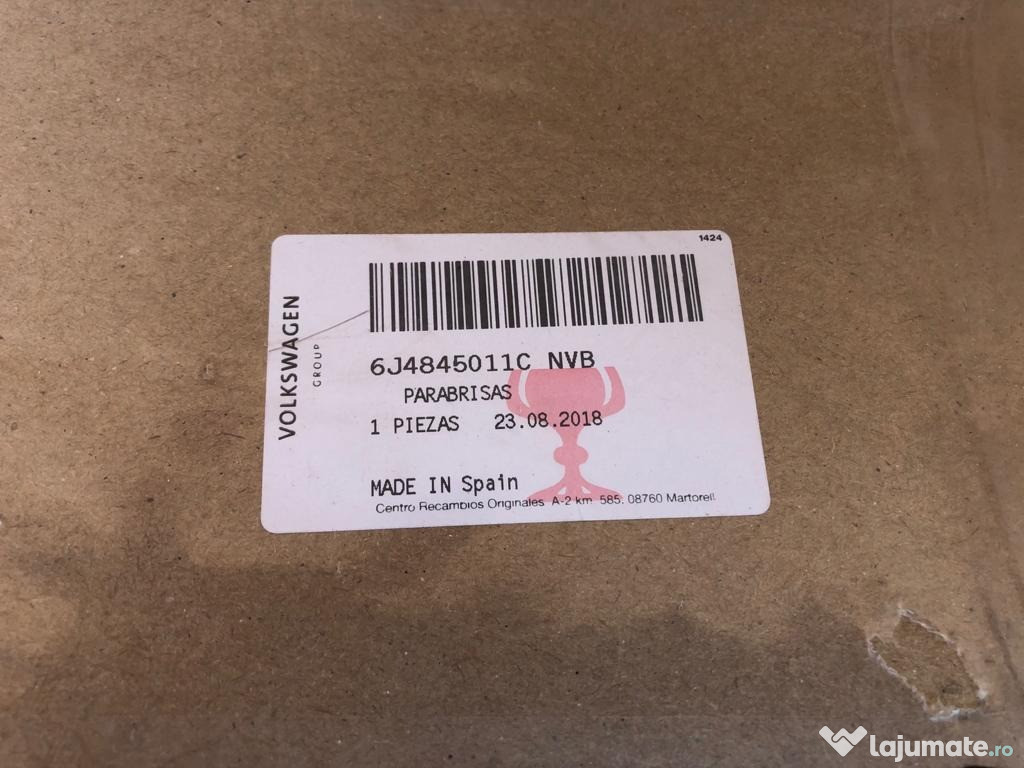 1424
VOLKSWAGEN
GROUP
6J4845011C NVB
PARABRISAS
1 PIEZAS 23.08.2018
MADE IN Spain
Centro Recambios Originales A-2 km 585. 08760 Martorell.
lajumate.ro